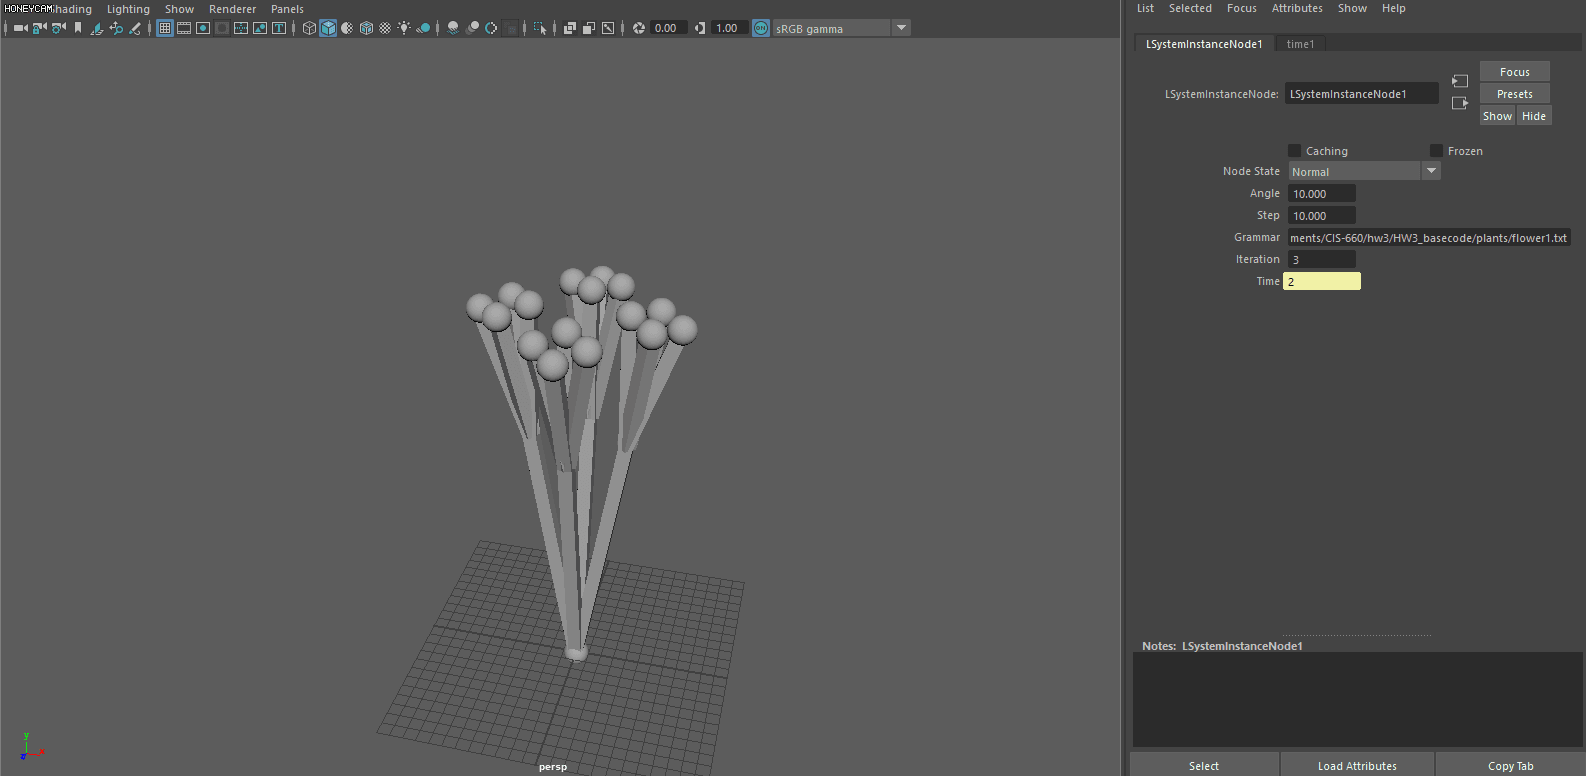 HONEYCAM
hading Lighting Show Renderer Panels
0.00 1.00 ON sRGB gamma
persp
y
x
z
List Selected Focus Attributes Show Help
LSystemInstanceNode1 time1
LSystemInstanceNode: LSystemInstanceNode1
Focus
Presets
Show Hide
Caching Frozen
Node State Normal
Angle 10.000
Step 10.000
Grammar ments/CIS-660/hw3/HW3_basecode/plants/flower1.txt
Iteration 3
Time 2
Notes: LSystemInstanceNode1
Select Load Attributes Copy Tab